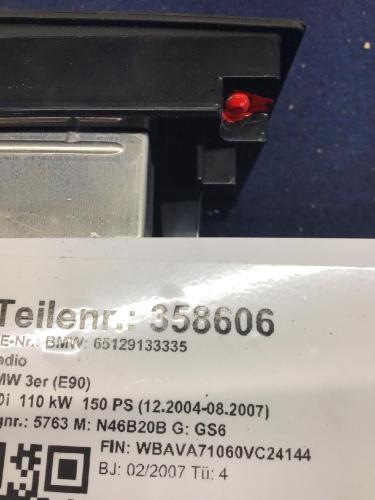 Teilenr.: 358606
E-Nr.: BMW: 65129133335
adio
MW 3er (E90)
0i 110 kW 150 PS (12.2004-08.2007)
gnr.: 5763 M: N46B20B G: GS6
FIN: WBAVA71060VC24144
BJ: 02/2007 Tü: 4